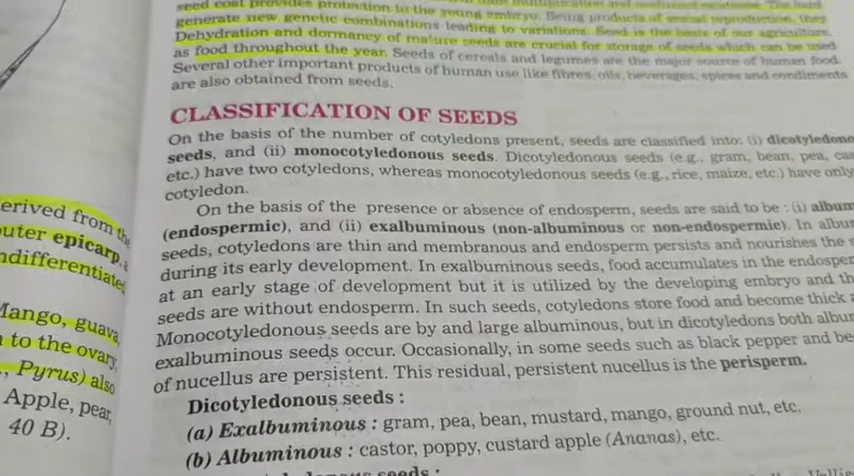 seed coat provides protection to the young embryo. Being products of sexual reproduction, they
generate new genetic combinations leading to variations. Seed is the basis of our agriculture.
Dehydration and dormancy of mature seeds are crucial for storage of seeds which can be used
as food throughout the year. Seeds of cereals and legumes are the major source of human food.
Several other important products of human use like fibres, oils, beverages, spices and condiments
are also obtained from seeds.
CLASSIFICATION OF SEEDS
On the basis of the number of cotyledons present, seeds are classified into: (i) dicotyledono
seeds, and (ii) monocotyledonous seeds. Dicotyledonous seeds (e.g., gram, bean, pea, cas
etc.) have two cotyledons, whereas monocotyledonous seeds (e.g., rice, maize, etc.) have only
cotyledon.
On the basis of the presence or absence of endosperm, seeds are said to be : (i) album
(endospermic), and (ii) exalbuminous (non-albuminous or non-endospermic). In albu
seeds, cotyledons are thin and membranous and endosperm persists and nourishes the s
during its early development. In exalbuminous seeds, food accumulates in the endosper
at an early stage of development but it is utilized by the developing embryo and th
seeds are without endosperm. In such seeds, cotyledons store food and become thick a
Monocotyledonous seeds are by and large albuminous, but in dicotyledons both albur
exalbuminous seeds occur. Occasionally, in some seeds such as black pepper and be
of nucellus are persistent. This residual, persistent nucellus is the perisperm.
Dicotyledonous seeds :
(a) Exalbuminous : gram, pea, bean, mustard, mango, ground nut, etc.
(b) Albuminous : castor, poppy, custard apple (Ananas), etc.
seeds :
erived from the
outer epicarp, a
ndifferentiated
Mango, guava,
n to the ovary,
., Pyrus) also
Apple, pear,
40 B).